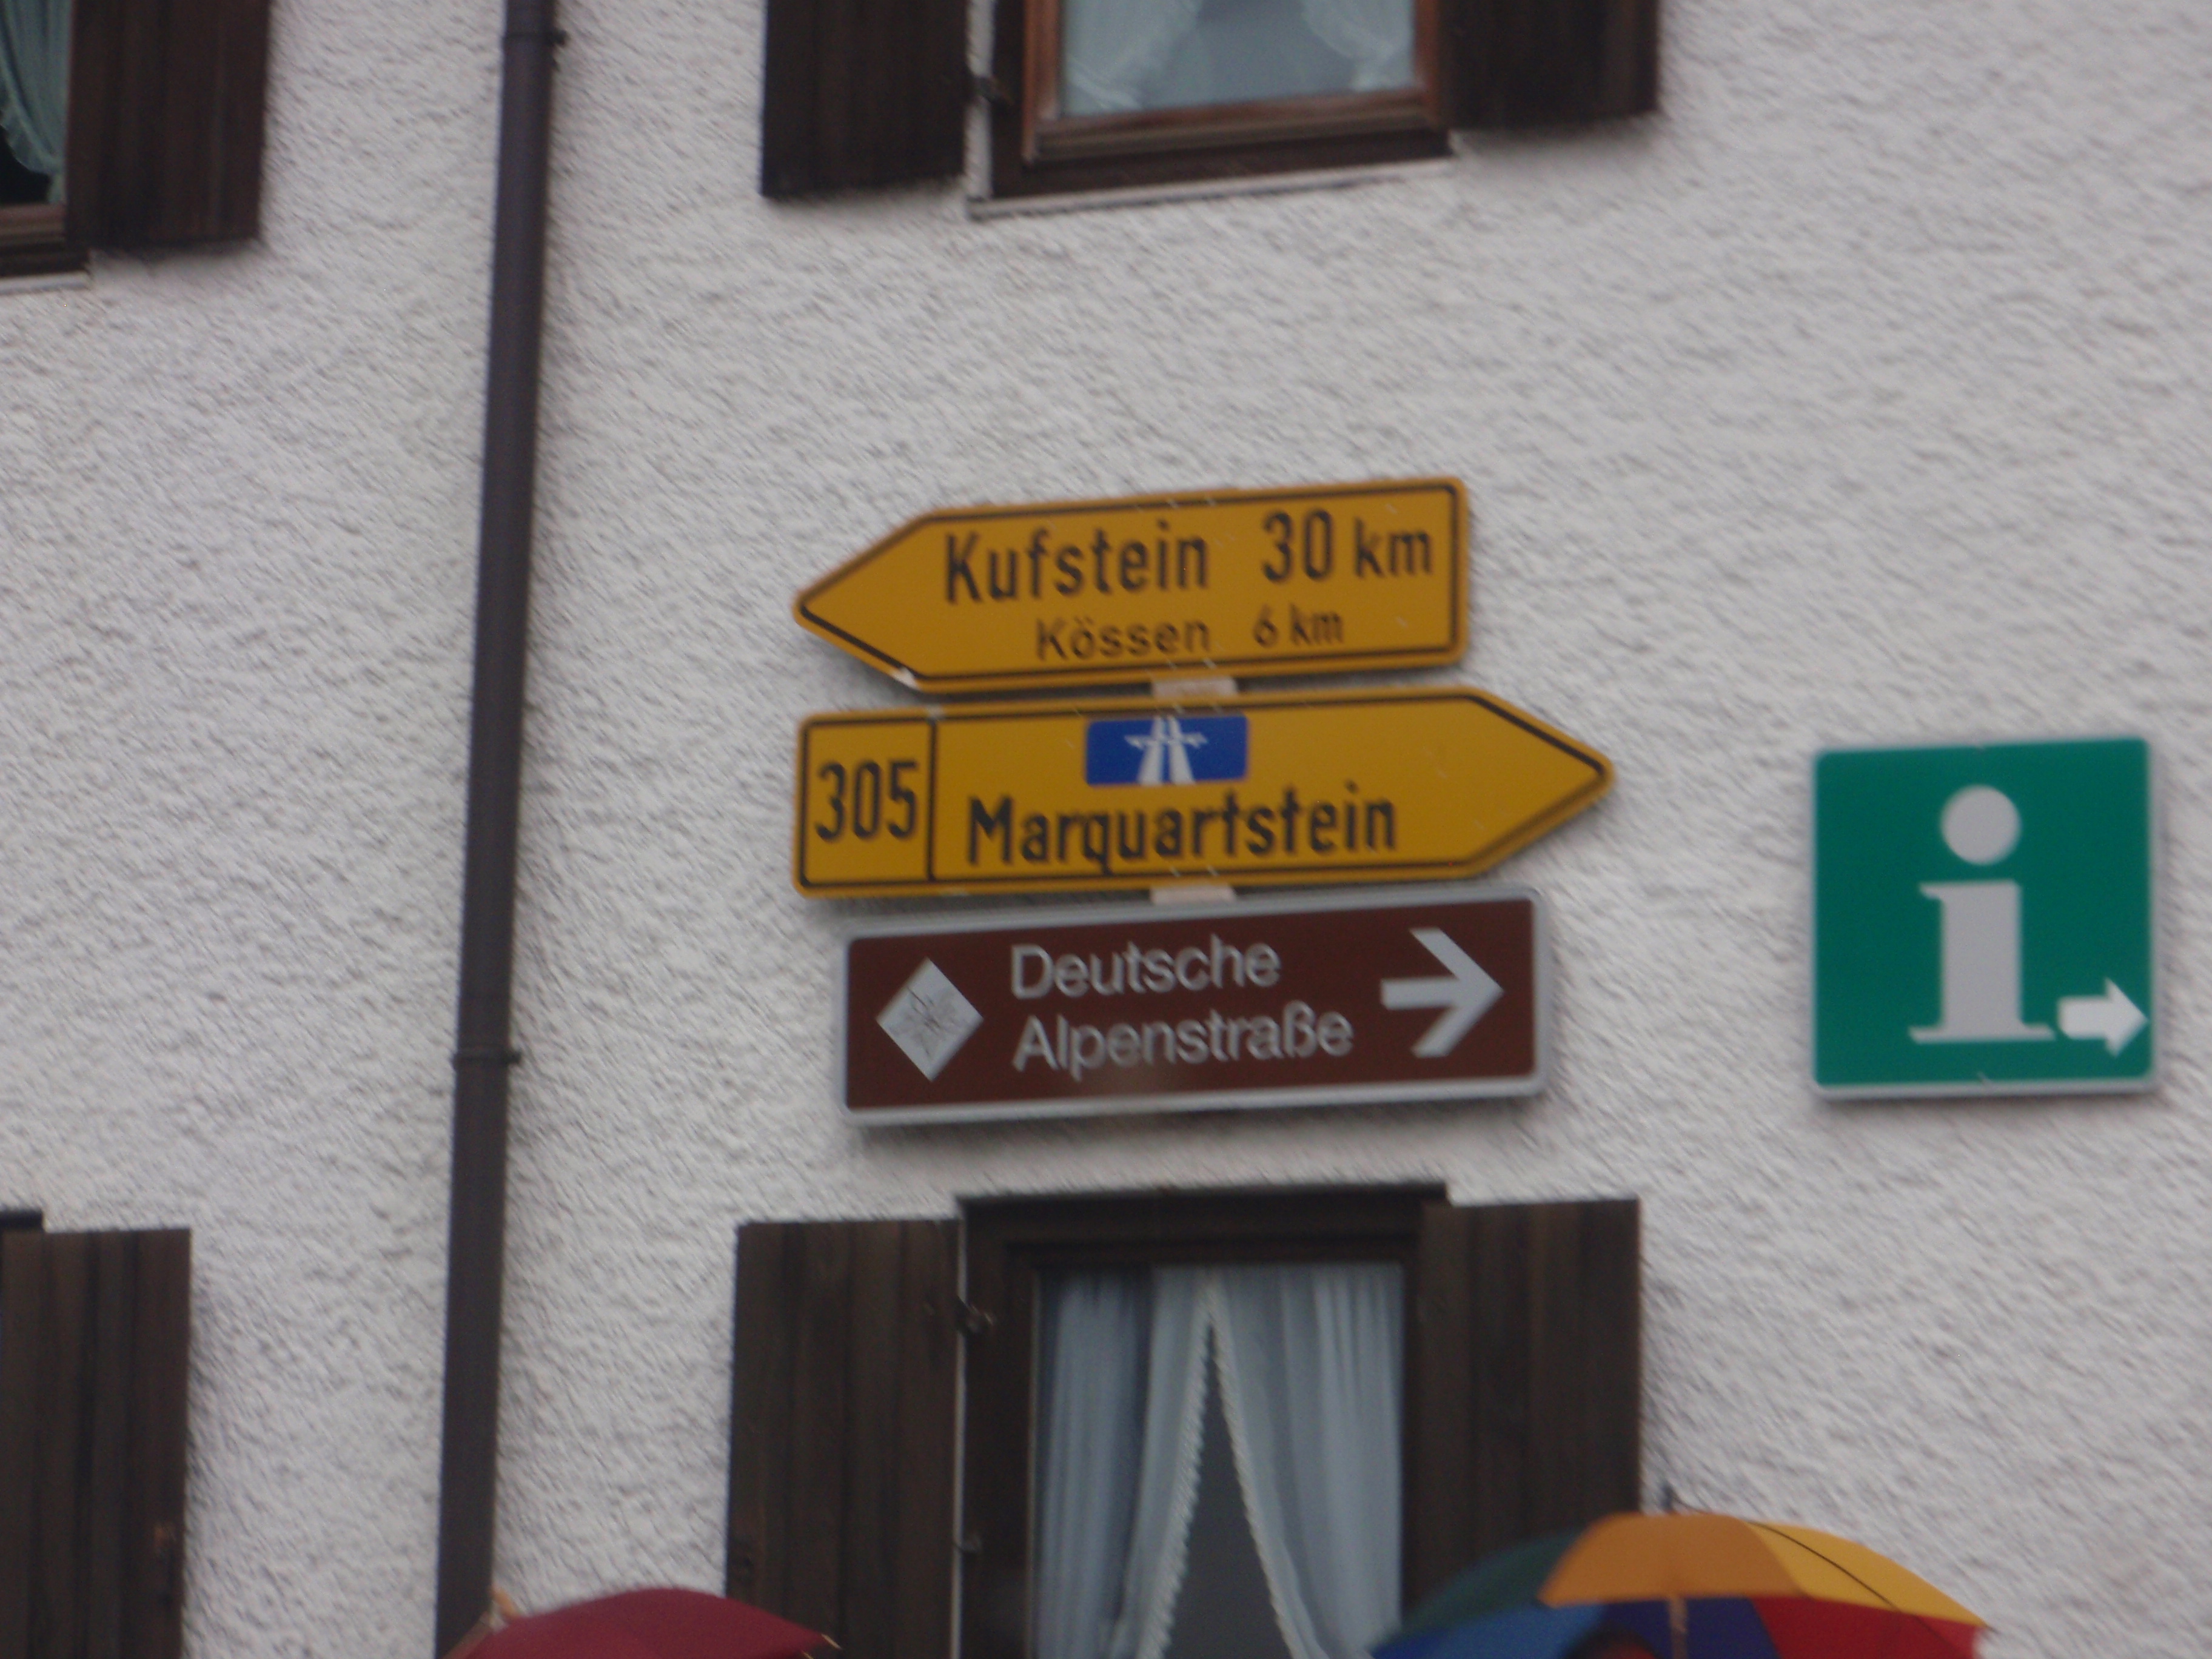 Kufstein 30 km
Kössen 6 km
305
Marquartstein
Deutsche
Alpenstraße
i